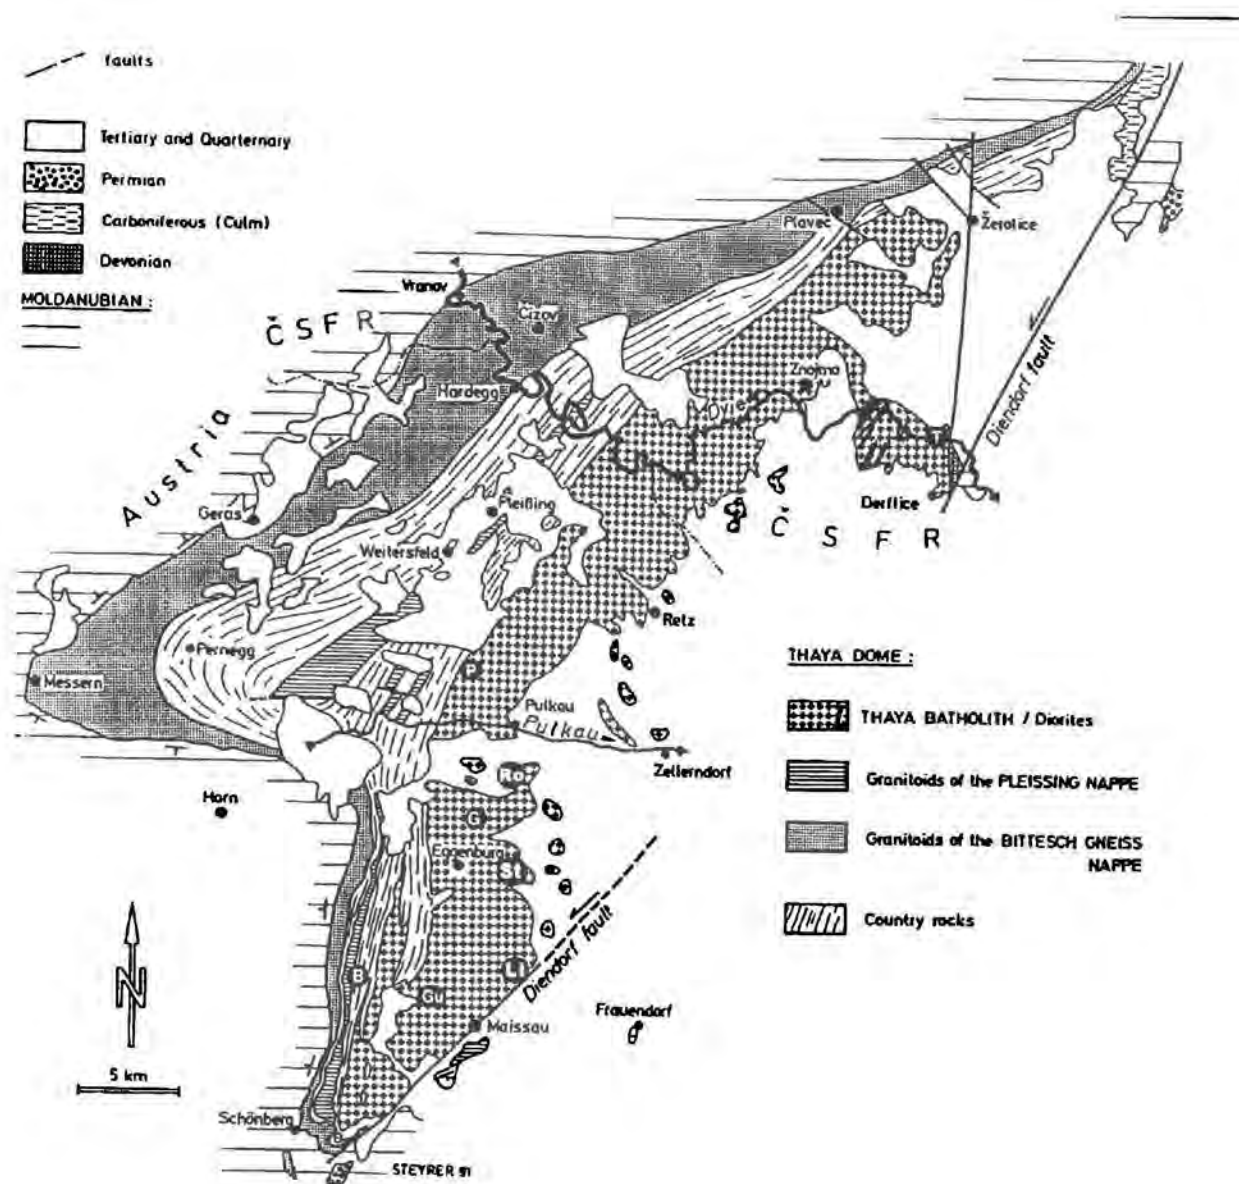 faults
Tertiary and Quarternary
Permian
Carboniferous (Culm)
Devonian
MOLDANUBIAN :
ČSFR
Austria
Vranov
Čizov
Hardegg
Geras
Plavec
Žerotice
Znojmo
Dyje
Diendorf fault
Derflice
ČSFR
Pleißing
Weitersfeld
Retz
Pernegg
Messern
P
Pulkau
Pulkau
Zellerndorf
Horn
Ro
G
Eggenburg
St
Diendorf fault
B
Gu
Li
Maissau
Frauendorf
N
5 km
Schönberg
STEYRER 91
THAYA DOME :
THAYA BATHOLITH / Diorites
Granitoids of the PLEISSING NAPPE
Granitoids of the BITTESCH GNEISS
NAPPE
Country rocks